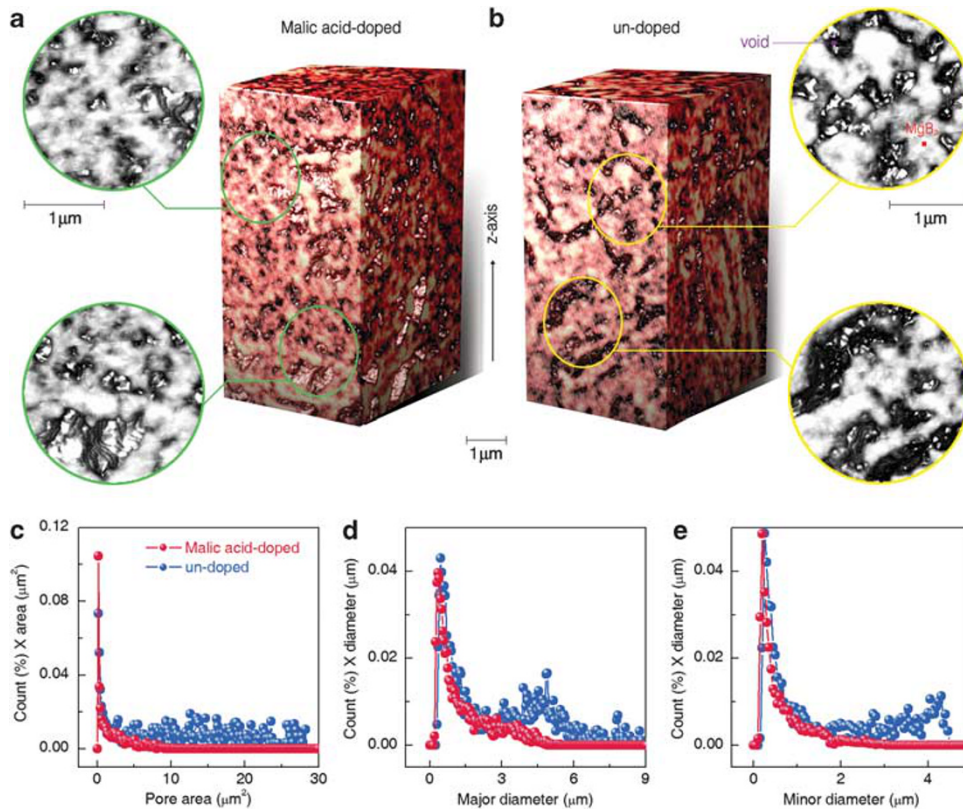 a
Malic acid-doped
b
un-doped
void
MgB₂
1μm
1μm
z-axis
1μm
c
0.12
0.08
0.04
0.00
Count (%) X area (μm²)
Malic acid-doped
un-doped
0 10 20 30
Pore area (μm²)
d
0.04
0.02
0.00
Count (%) X diameter (μm)
0 3 6 9
Major diameter (μm)
e
0.04
0.02
0.00
Count (%) X diameter (μm)
0 2 4
Minor diameter (μm)